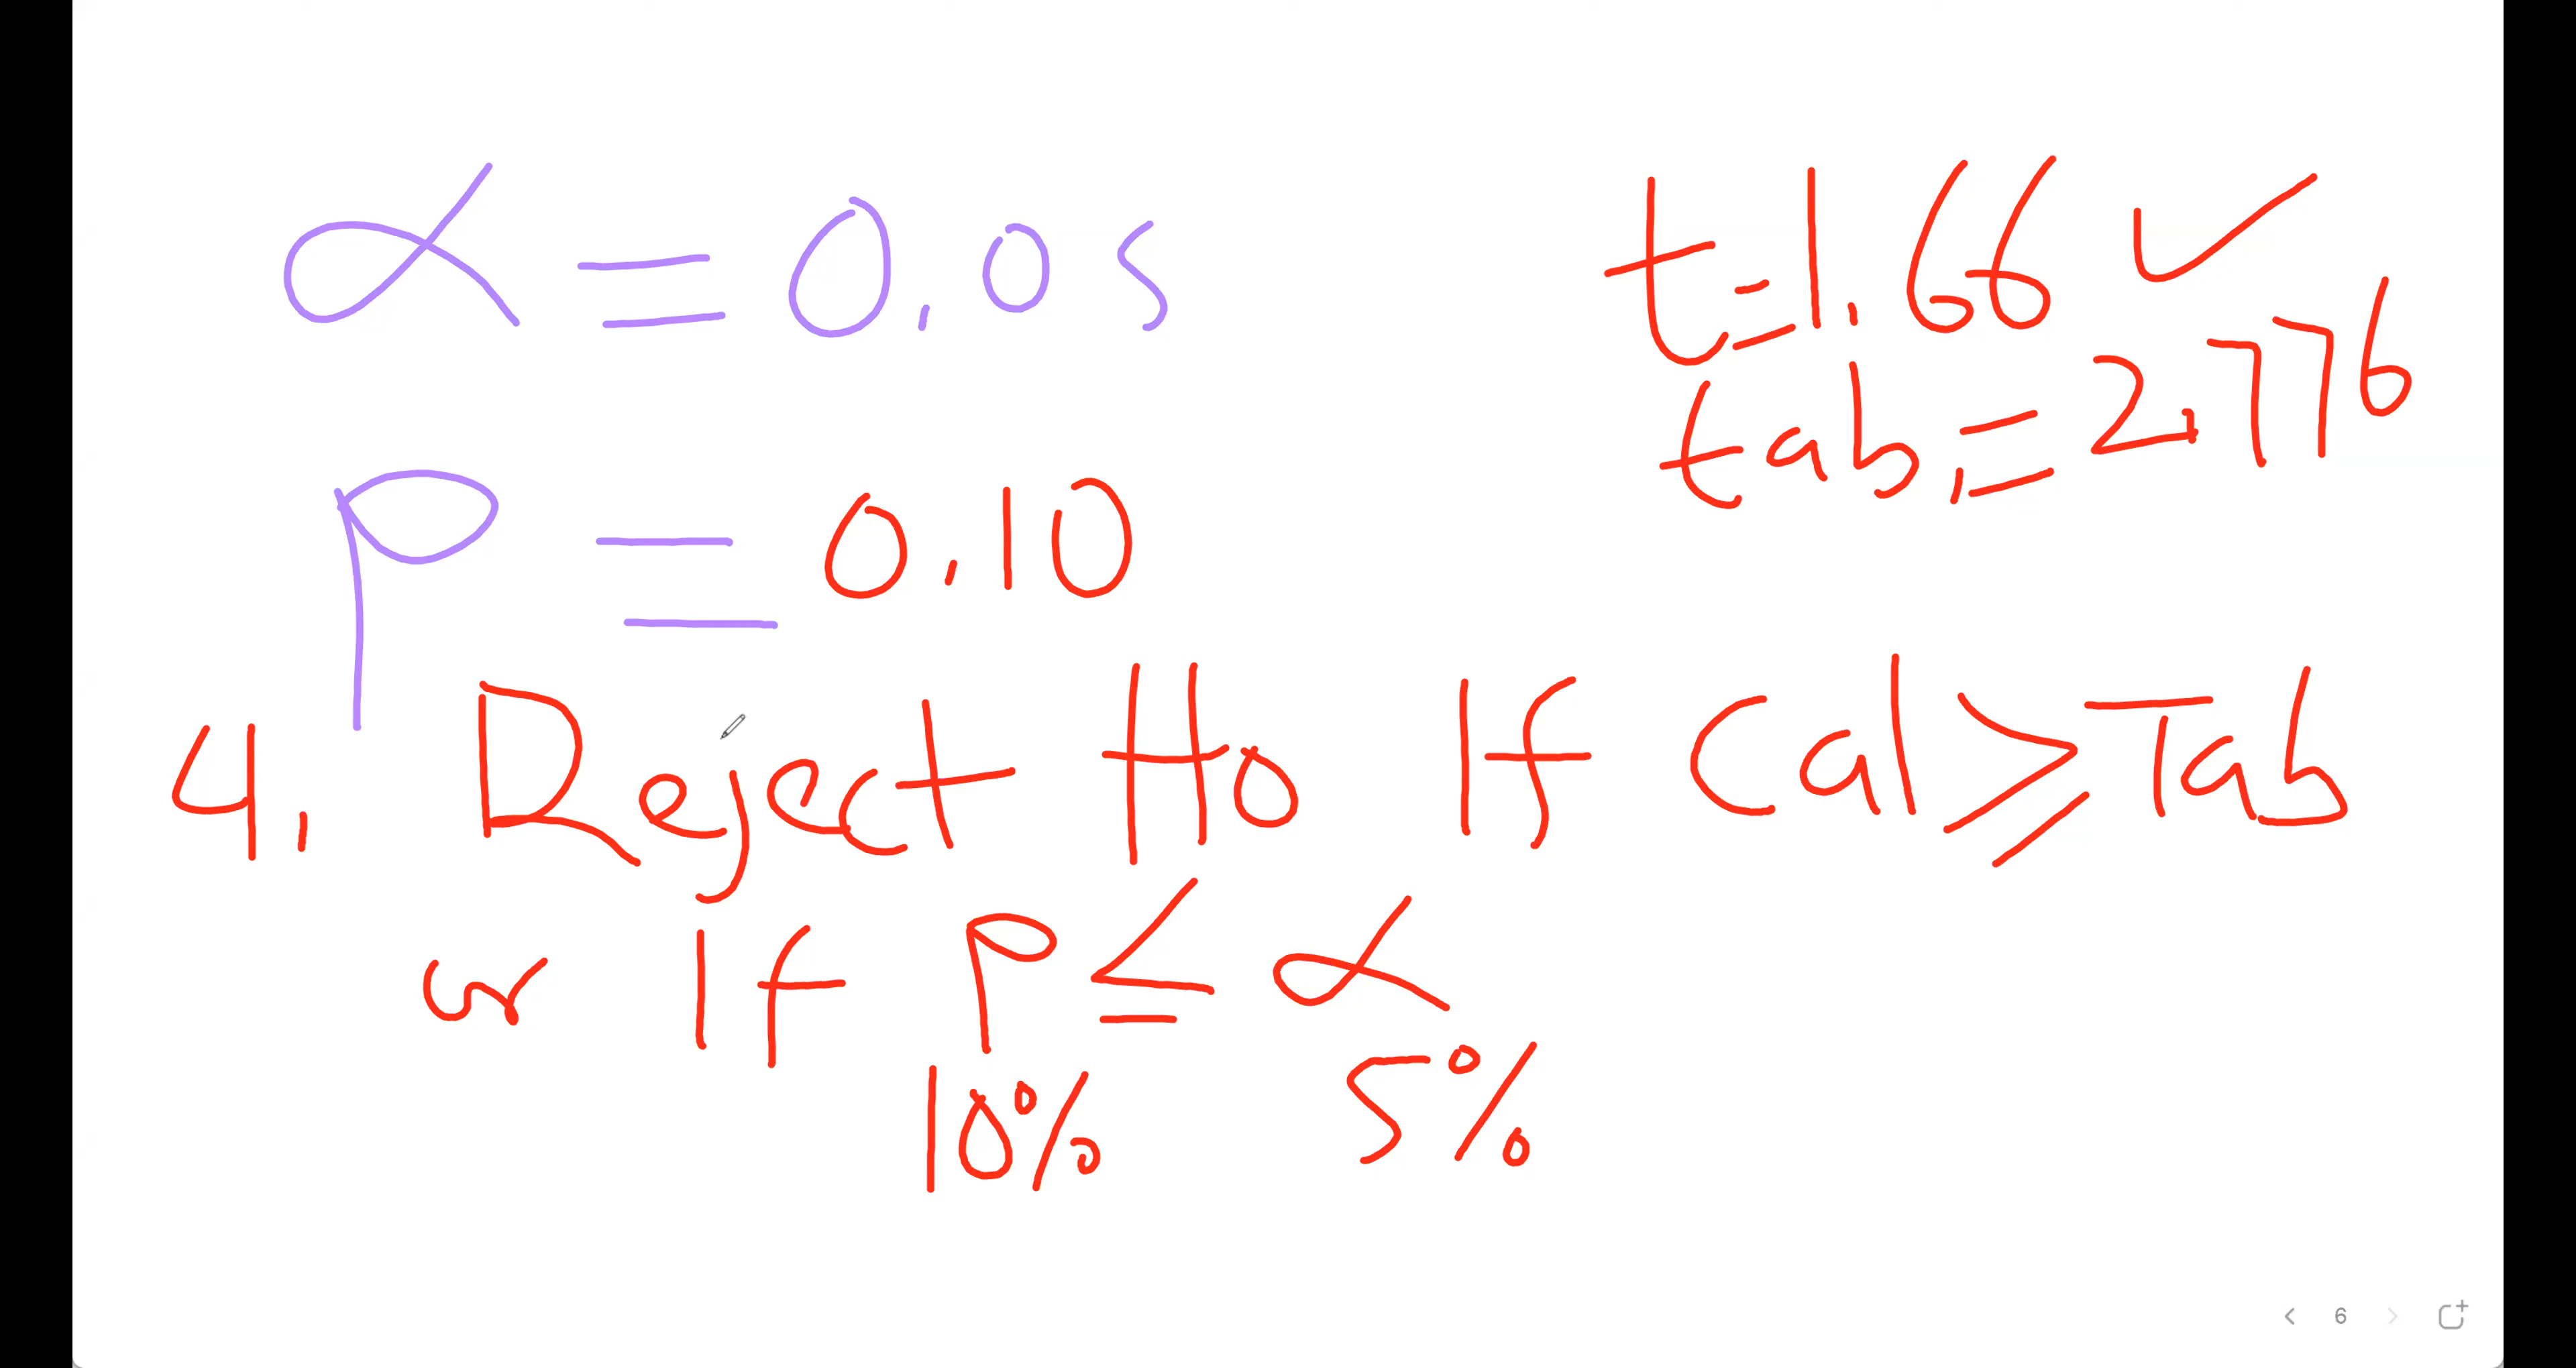 α = 0.05
t = 1.66 ✓
tab. = 2.776
P = 0.10
4. Reject Ho If Cal ≥ Tab
or If P ≤ α
10% 5%
6